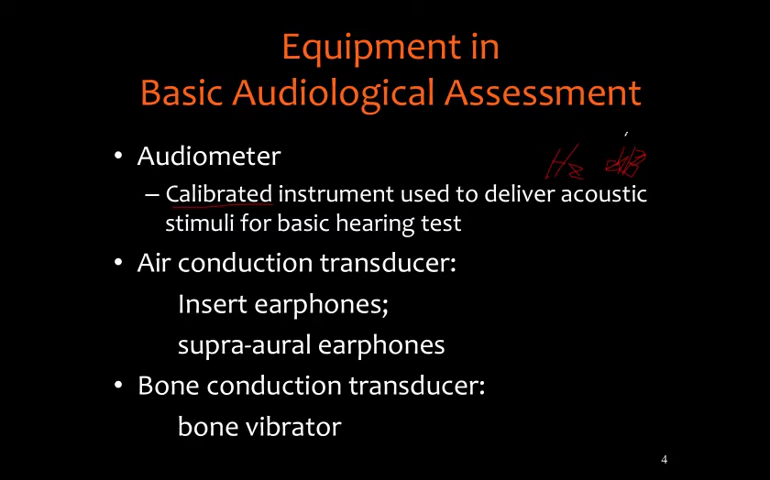 Equipment in
Basic Audiological Assessment
• Audiometer
Hz dB
– Calibrated instrument used to deliver acoustic
stimuli for basic hearing test
• Air conduction transducer:
Insert earphones;
supra-aural earphones
• Bone conduction transducer:
bone vibrator
4